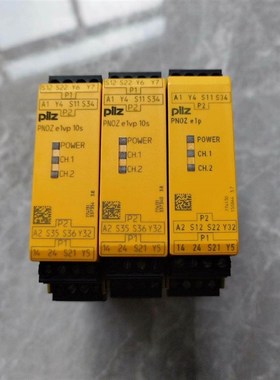 S12 S22 Y6 Y7
P1
A1 Y4 S11 S34
P2
pilz
PNOZ e1vp 10s
POWER
CH.1
CH.2
P2
A2 S35 S36 Y32
P1
14 24 S21 Y5
S12 S22 Y6 Y7
P1
A1 Y4 S11 S34
P2
pilz
PNOZ e1vp 10s
POWER
CH.1
CH.2
P2
A2 S35 S36 Y32
P1
14 24 S21 Y5
A1 Y4 S11 S34
P2
pilz
PNOZ e1p
POWER
CH.1
CH.2
P2
A2 S12 S22 Y32
P1
14 24 S21 Y5